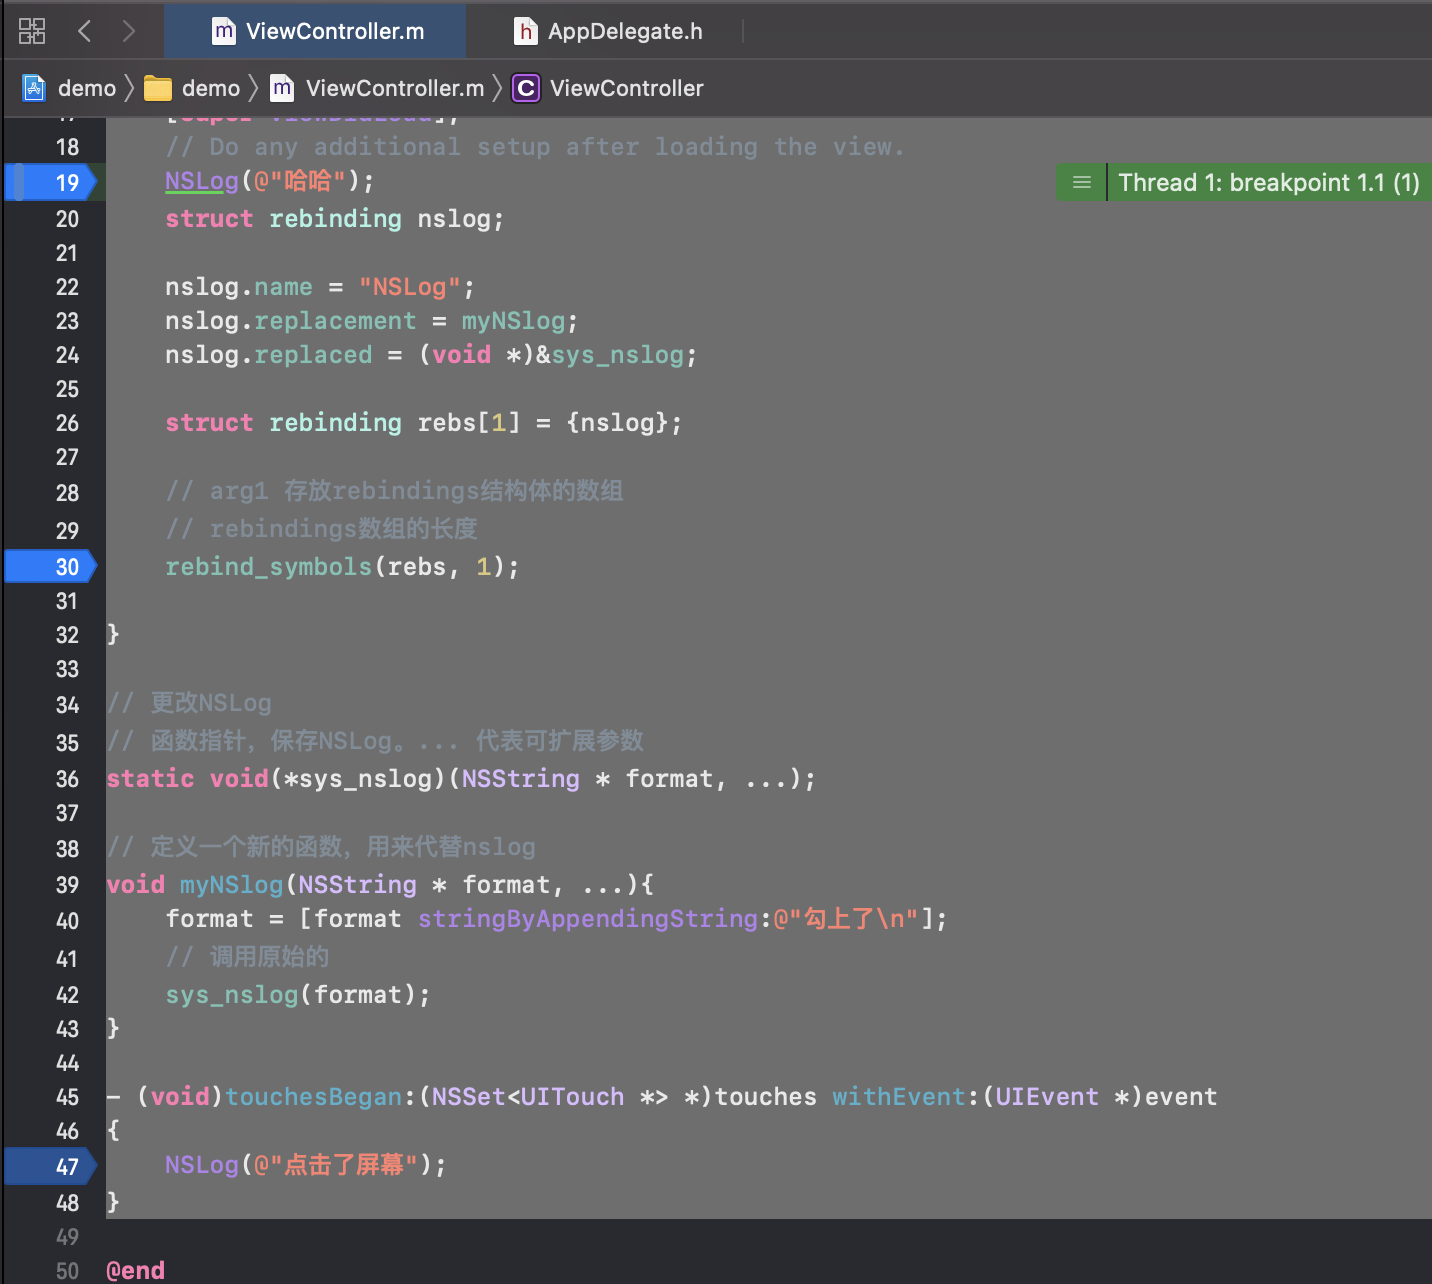 m ViewController.m h AppDelegate.h
demo demo m ViewController.m C ViewController
18 // Do any additional setup after loading the view.
19 NSLog(@"哈哈"); Thread 1: breakpoint 1.1 (1)
20 struct rebinding nslog;
21
22 nslog.name = "NSLog";
23 nslog.replacement = myNSlog;
24 nslog.replaced = (void *)&sys_nslog;
25
26 struct rebinding rebs[1] = {nslog};
27
28 // arg1 存放rebindings结构体的数组
29 // rebindings数组的长度
30 rebind_symbols(rebs, 1);
31
32 }
33
34 // 更改NSLog
35 // 函数指针，保存NSLog。... 代表可扩展参数
36 static void(*sys_nslog)(NSString * format, ...);
37
38 // 定义一个新的函数，用来代替nslog
39 void myNSlog(NSString * format, ...){
40 format = [format stringByAppendingString:@"勾上了\n"];
41 // 调用原始的
42 sys_nslog(format);
43 }
44
45 - (void)touchesBegan:(NSSet<UITouch *> *)touches withEvent:(UIEvent *)event
46 {
47 NSLog(@"点击了屏幕");
48 }
49
50 @end